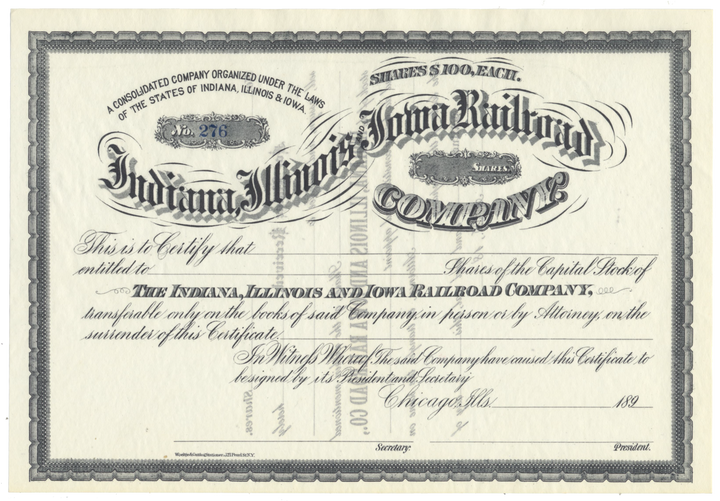 A CONSOLIDATED COMPANY ORGANIZED UNDER THE LAWS
OF THE STATES OF INDIANA, ILLINOIS & IOWA.
No. 276
SHARES $100, EACH.
Indiana, Illinois and Iowa Railroad
SHARES.
COMPANY.
This is to Certify that
entitled to Shares of the Capital Stock of
THE INDIANA, ILLINOIS AND IOWA RAILROAD COMPANY,
transferable only on the books of said Company, in person or by Attorney, on the
surrender of this Certificate.
In Witness Whereof, The said Company have caused this Certificate to
be signed by its President and Secretary
Chicago, Ills. 189
Secretary. President.